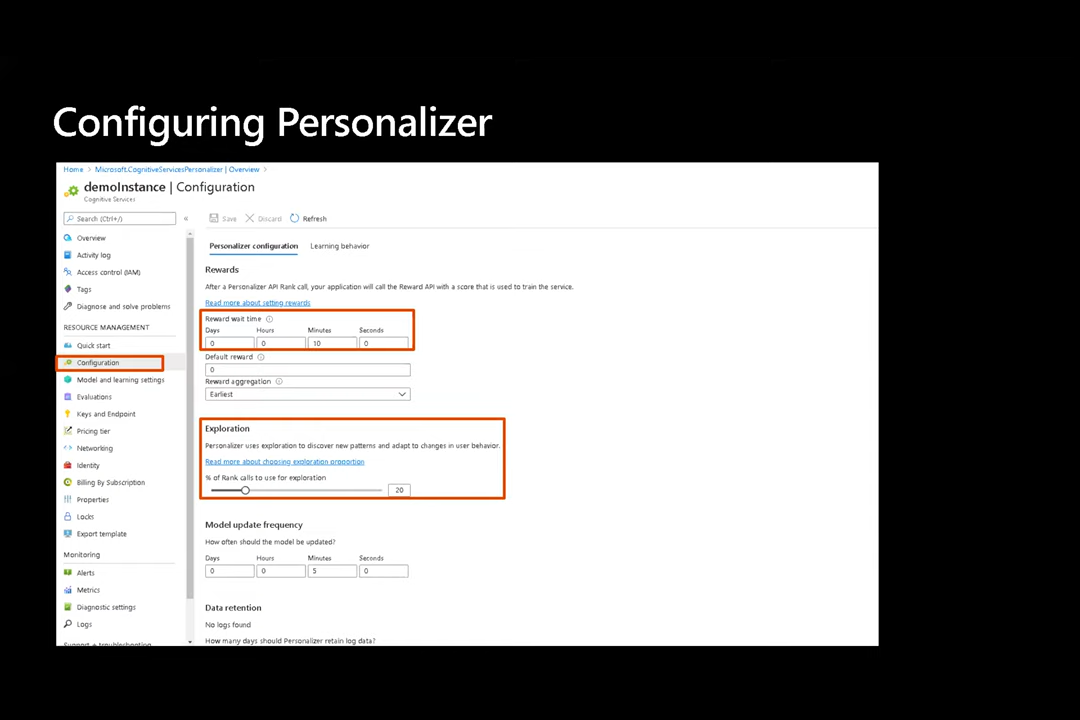 Configuring Personalizer
Home > Microsoft.CognitiveServicesPersonalizer | Overview >
demoInstance | Configuration
Cognitive Services
Search (Ctrl+/)
«
Save
Discard
Refresh
Overview
Activity log
Access control (IAM)
Tags
Diagnose and solve problems
RESOURCE MANAGEMENT
Quick start
Configuration
Model and learning settings
Evaluations
Keys and Endpoint
Pricing tier
Networking
Identity
Billing By Subscription
Properties
Locks
Export template
Monitoring
Alerts
Metrics
Diagnostic settings
Logs
Support + troubleshooting
Personalizer configuration
Learning behavior
Rewards
After a Personalizer API Rank call, your application will call the Reward API with a score that is used to train the service.
Read more about setting rewards
Reward wait time
Days Hours Minutes Seconds
0 0 10 0
Default reward
0
Reward aggregation
Earliest
Exploration
Personalizer uses exploration to discover new patterns and adapt to changes in user behavior.
Read more about choosing exploration proportion
% of Rank calls to use for exploration
20
Model update frequency
How often should the model be updated?
Days Hours Minutes Seconds
0 0 5 0
Data retention
No logs found
How many days should Personalizer retain log data?